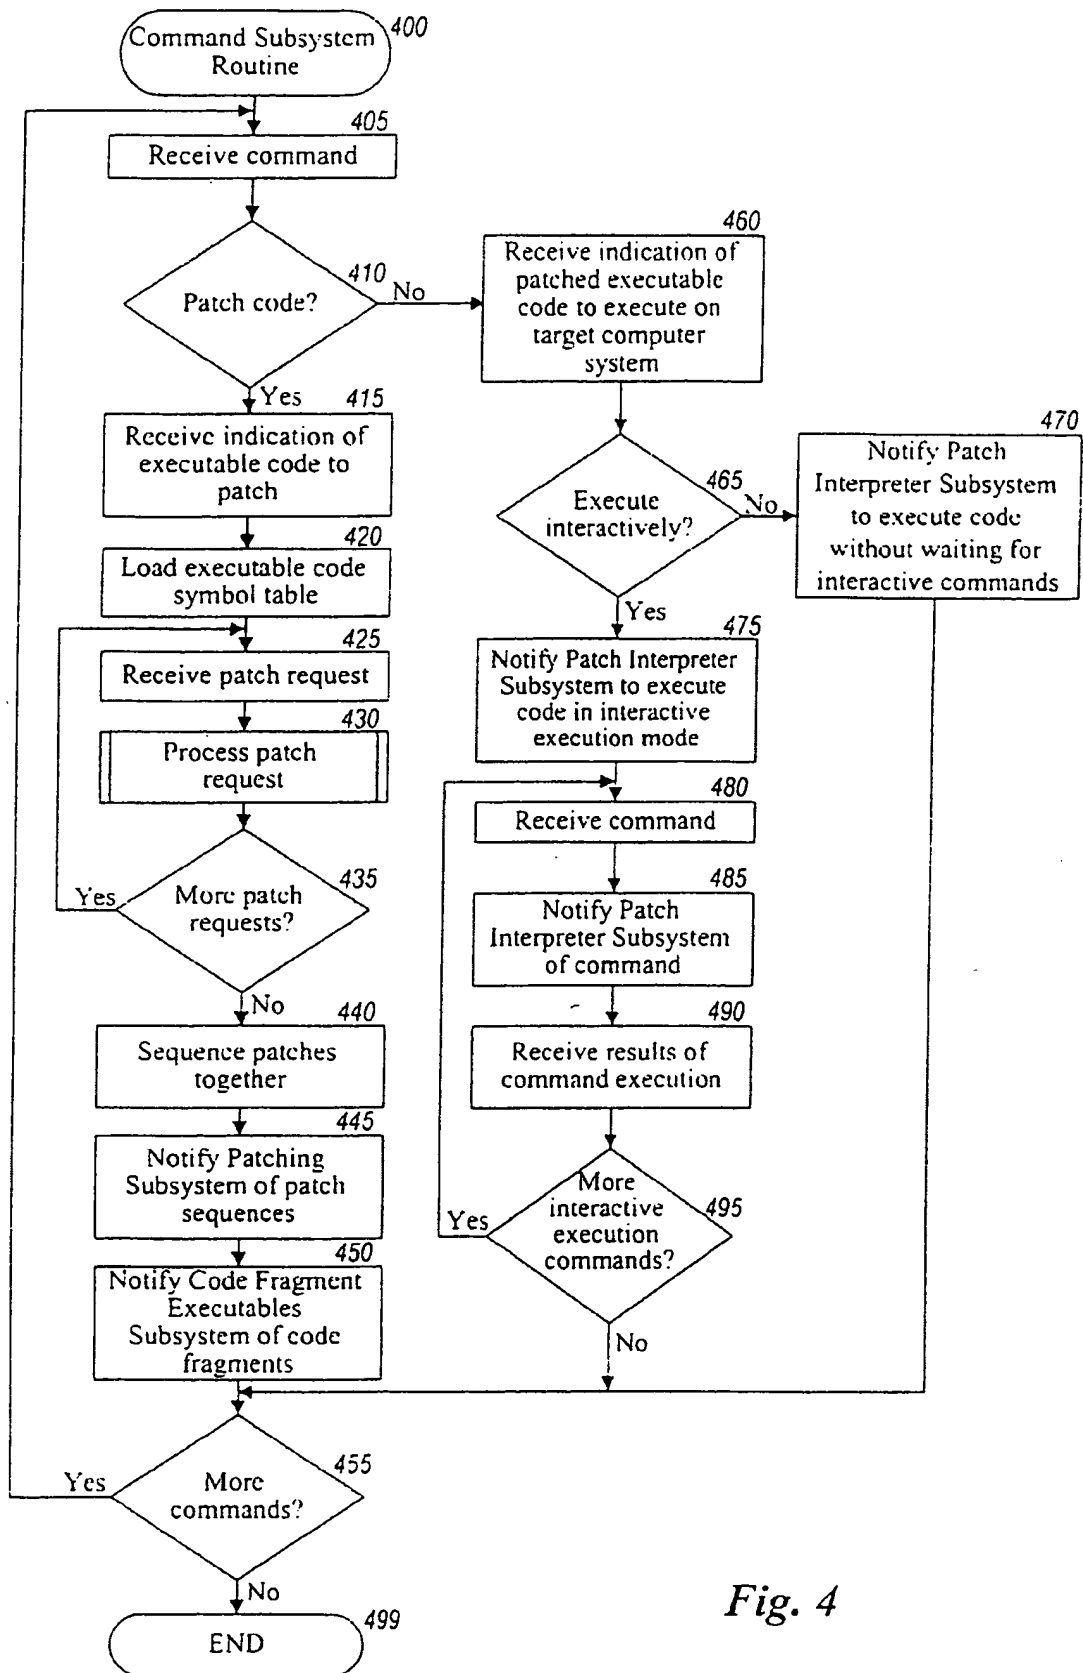 Command Subsystem
Routine
400
405
Receive command
410
Patch code?
No
Yes
460
Receive indication of
patched executable
code to execute on
target computer
system
415
Receive indication of
executable code to
patch
465
Execute
interactively?
No
Yes
470
Notify Patch
Interpreter Subsystem
to execute code
without waiting for
interactive commands
420
Load executable code
symbol table
425
Receive patch request
475
Notify Patch Interpreter
Subsystem to execute
code in interactive
execution mode
430
Process patch
request
480
Receive command
435
More patch
requests?
Yes
No
485
Notify Patch
Interpreter Subsystem
of command
440
Sequence patches
together
490
Receive results of
command execution
445
Notify Patching
Subsystem of patch
sequences
495
More
interactive
execution
commands?
Yes
No
450
Notify Code Fragment
Executables
Subsystem of code
fragments
455
More
commands?
Yes
No
499
END
Fig. 4